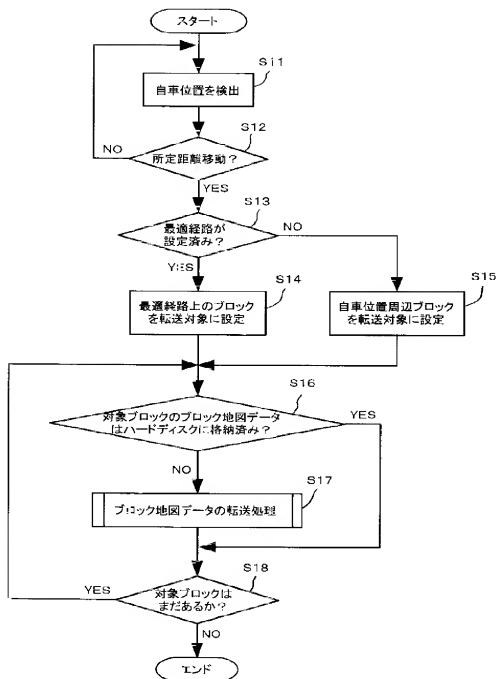 スタート
S11
自車位置を検出
S12
所定距離移動?
NO
YES
S13
最適経路が
設定済み?
NO
YES
S14
最適経路上のブロック
を転送対象に設定
S15
自車位置周辺ブロック
を転送対象に設定
S16
対象ブロックのブロック地図データ
はハードディスクに格納済み?
YES
NO
S17
ブロック地図データの転送処理
S18
対象ブロックは
まだあるか?
YES
NO
エンド